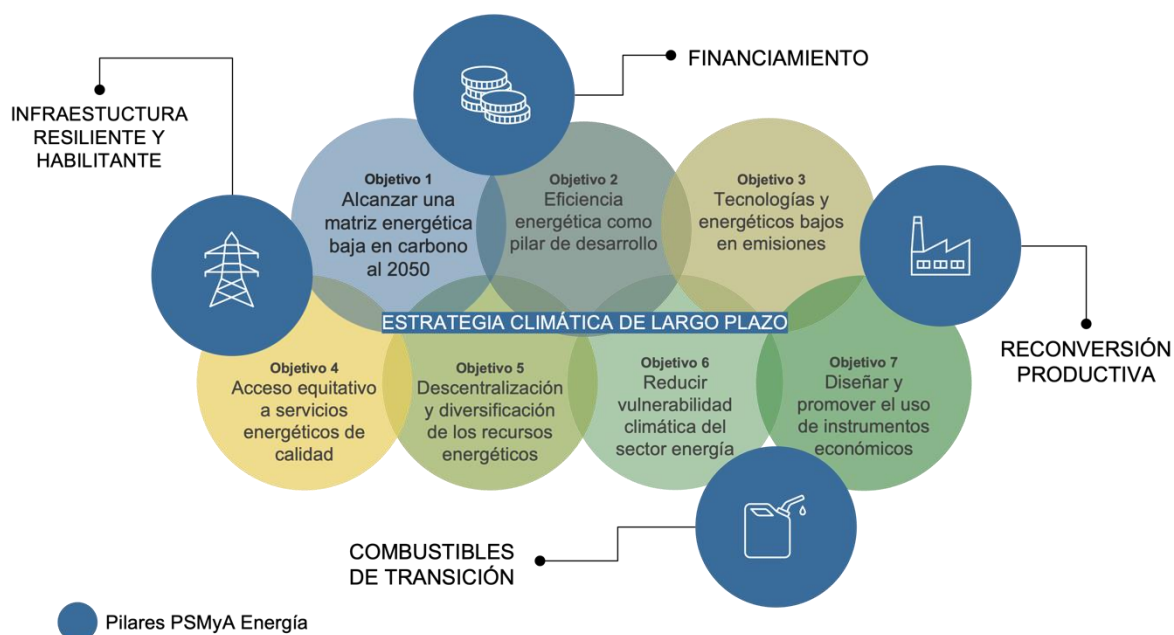 FINANCIAMIENTO
INFRAESTUCTURA
RESILIENTE Y
HABILITANTE
Objetivo 1
Alcanzar una
matriz energética
baja en carbono
al 2050
Objetivo 2
Eficiencia
energética como
pilar de desarrollo
Objetivo 3
Tecnologías y
energéticos bajos
en emisiones
ESTRATEGIA CLIMÁTICA DE LARGO PLAZO
RECONVERSIÓN
PRODUCTIVA
Objetivo 4
Acceso equitativo
a servicios
energéticos de
calidad
Objetivo 5
Descentralización
y diversificación
de los recursos
energéticos
Objetivo 6
Reducir
vulnerabilidad
climática del
sector energía
Objetivo 7
Diseñar y
promover el uso
de instrumentos
económicos
COMBUSTIBLES
DE TRANSICIÓN
Pilares PSMyA Energía